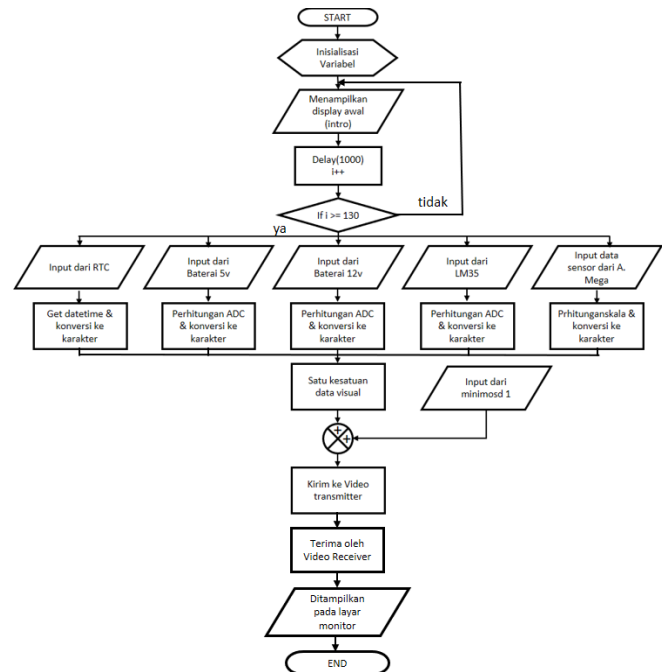 START
Inisialisasi
Variabel
Menampilkan
display awal
(intro)
Delay(1000)
i++
If i >= 130
tidak
ya
Input dari RTC
Input dari
Baterai 5v
Input dari
Baterai 12v
Input dari
LM35
Input data
sensor dari A.
Mega
Get datetime &
konversi ke
karakter
Perhitungan ADC
& konversi ke
karakter
Perhitungan ADC
& konversi ke
karakter
Perhitungan ADC
& konversi ke
karakter
Prhitunganskala &
konversi ke
karakter
Satu kesatuan
data visual
Input dari
minimosd 1
+
+
Kirim ke Video
transmitter
Terima oleh
Video Receiver
Ditampilkan
pada layar
monitor
END